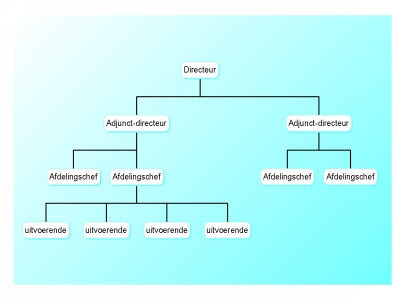 Directeur
Adjunct-directeur Adjunct-directeur
Afdelingschef Afdelingschef Afdelingschef Afdelingschef
uitvoerende uitvoerende uitvoerende uitvoerende